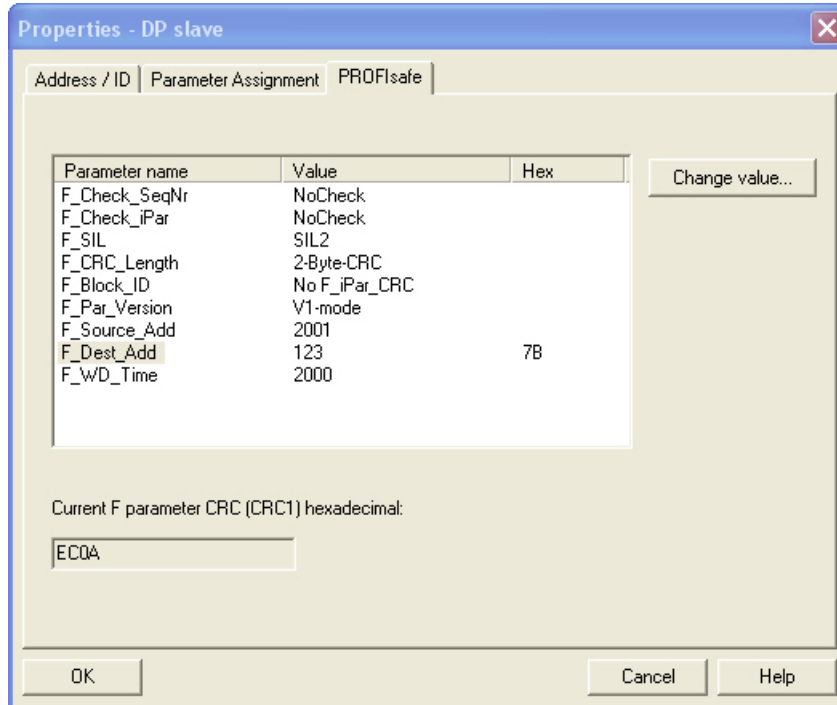 Properties - DP slave
Address / ID Parameter Assignment PROFIsafe
Parameter name Value Hex
Change value...
F_Check_SeqNr NoCheck
F_Check_iPar NoCheck
F_SIL SIL2
F_CRC_Length 2-Byte-CRC
F_Block_ID No F_iPar_CRC
F_Par_Version V1-mode
F_Source_Add 2001
F_Dest_Add 123 7B
F_WD_Time 2000
Current F parameter CRC (CRC1) hexadecimal:
EC0A
OK Cancel Help